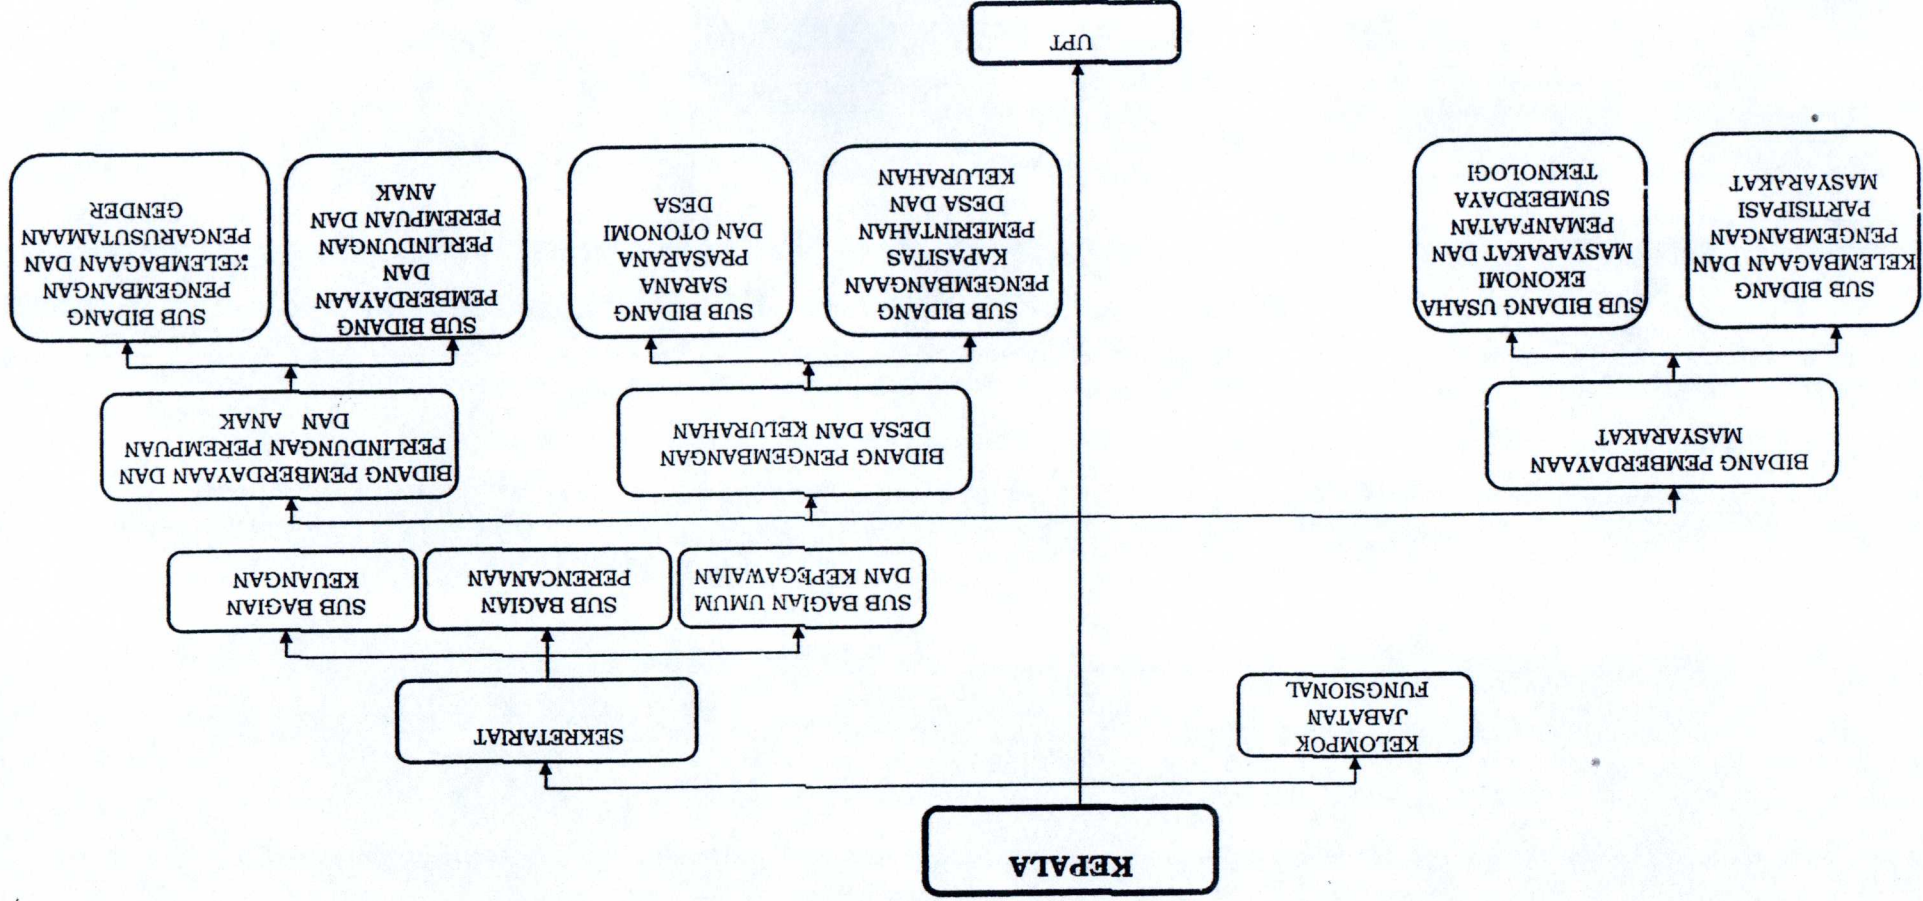 KEPALA
KELOMPOK
JABATAN
FUNGSIONAL
SEKRETARIAT
SUB BAGIAN UMUM
DAN KEPEGAWAIAN
SUB BAGIAN
PERENCANAAN
SUB BAGIAN
KEUANGAN
BIDANG PEMBERDAYAAN
MASYARAKAT
BIDANG PENGEMBANGAN
DESA DAN KELURAHAN
BIDANG PEMBERDAYAAN DAN
PERLINDUNGAN PEREMPUAN
DAN ANAK
SUB BIDANG
KELEMBAGAAN DAN
PENGEMBANGAN
PARTISIPASI
MASYARAKAT
SUB BIDANG USAHA
EKONOMI
MASYARAKAT DAN
PEMANFAATAN
SUMBERDAYA
TEKNOLOGI
SUB BIDANG
PENGEMBANGAAN
KAPASITAS
PEMERINTAHAN
DESA DAN
KELURAHAN
SUB BIDANG
SARANA
PRASARANA
DAN OTONOMI
DESA
SUB BIDANG
PEMBERDAYAAN
DAN
PERLINDUNGAN
PEREMPUAN DAN
ANAK
SUB BIDANG
PENGEMBANGAN
KELEMBAGAAN DAN
PENGARUSUTAMAAN
GENDER
UPT